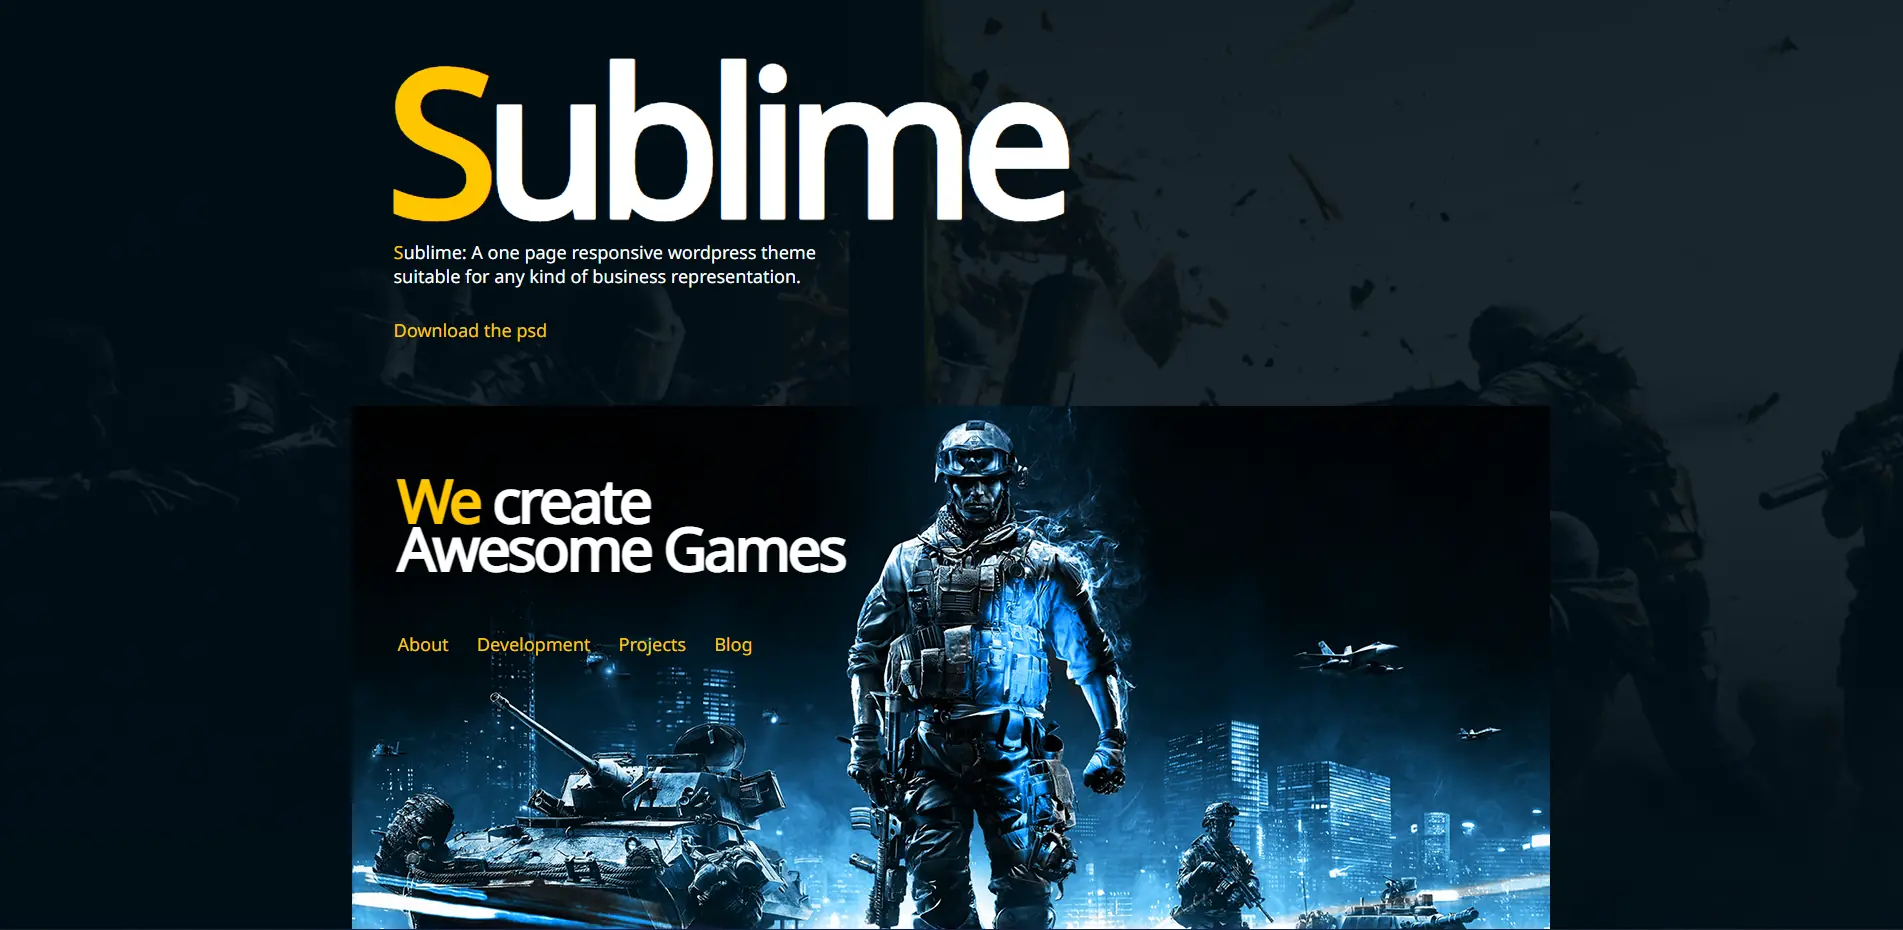 Sublime
Sublime: A one page responsive wordpress theme
suitable for any kind of business representation.
Download the psd
We create
Awesome Games
About Development Projects Blog